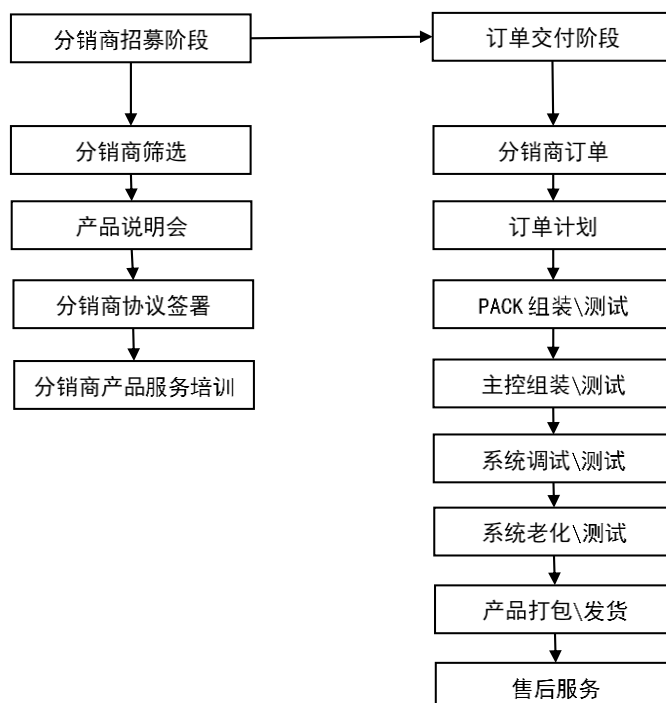 分销商招募阶段
订单交付阶段
分销商筛选
分销商订单
产品说明会
订单计划
分销商协议签署
PACK 组装\测试
分销商产品服务培训
主控组装\测试
系统调试\测试
系统老化\测试
产品打包\发货
售后服务